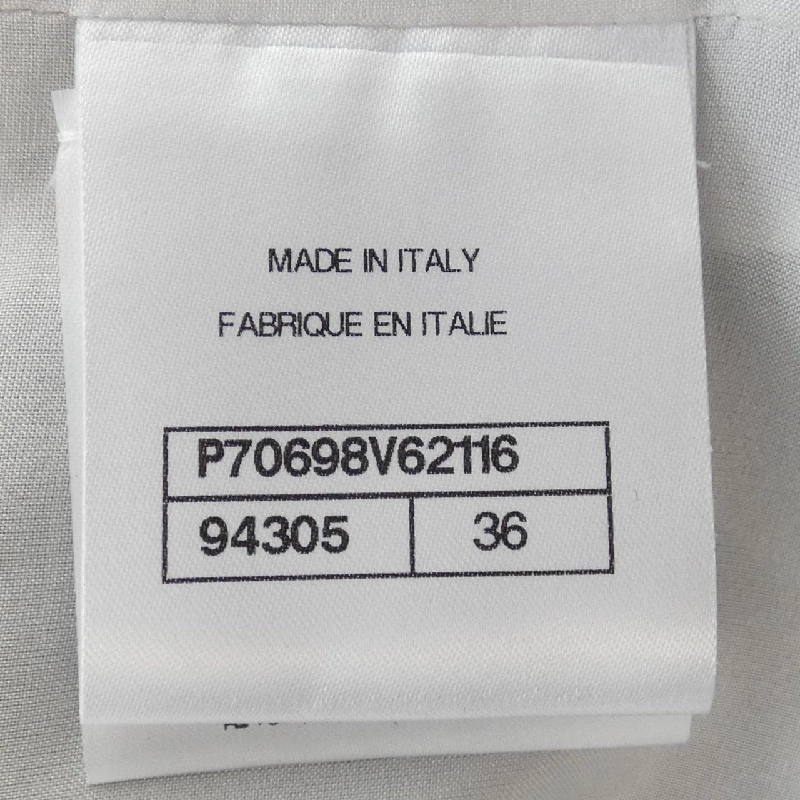 MADE IN ITALY
FABRIQUE EN ITALIE
P70698V62116
94305 36